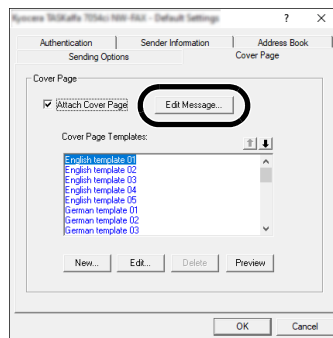 Kyocera TASKalfa 7054ci NW-FAX - Default Settings
? ×
Authentication Sender Information Address Book
Sending Options Cover Page
Cover Page
Attach Cover Page Edit Message...
Cover Page Templates:
English template 01
English template 02
English template 03
English template 04
English template 05
German template 01
German template 02
German template 03
New... Edit... Delete Preview
OK Cancel